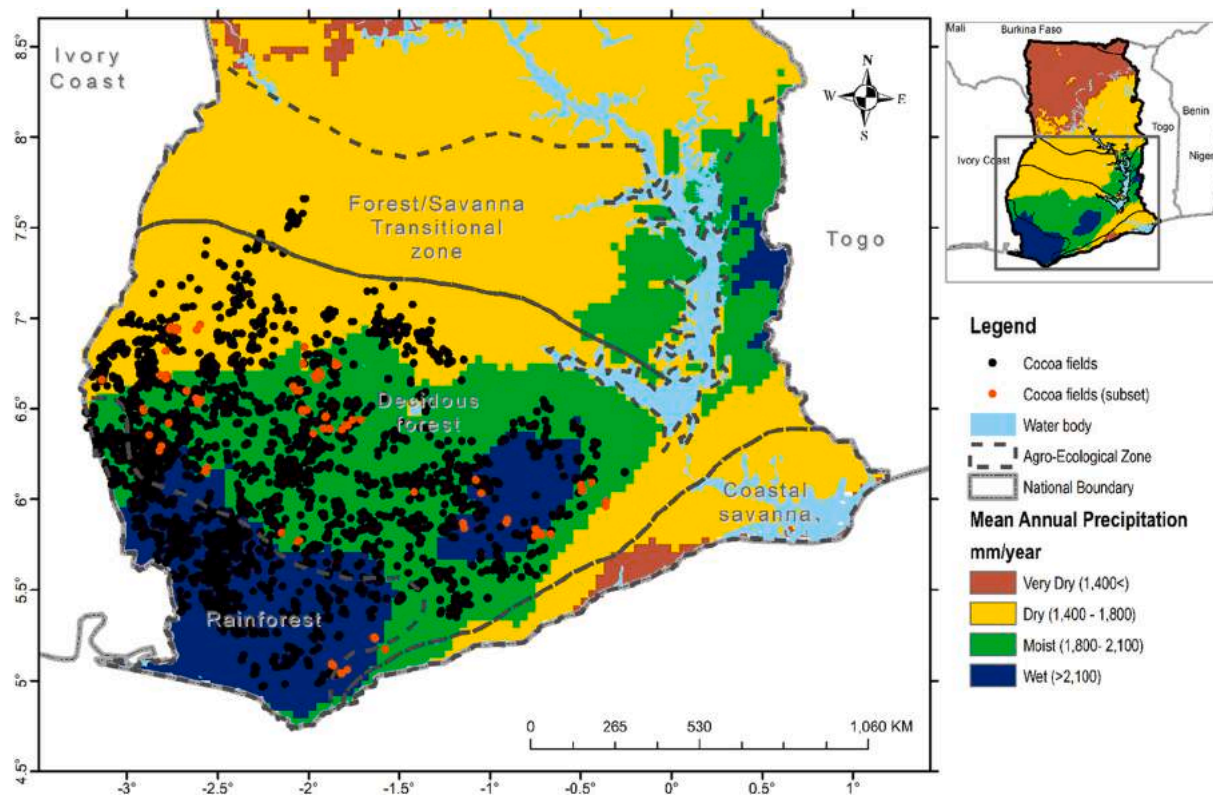 Ivory
Coast
N
W
E
S
Forest/Savanna
Transitional
zone
Togo
Decidous
forest
Coastal
savanna
Rainforest
8.5°
8°
7.5°
7°
6.5°
6°
5.5°
5°
4.5°
-3°
-2.5°
-2°
-1.5°
-1°
-0.5°
0°
0.5°
1°
0 265 530 1,060 KM
Mali
Burkina Faso
Benin
Togo
Ivory Coast
Niger
Legend
Cocoa fields
Cocoa fields (subset)
Water body
Agro-Ecological Zone
National Boundary
Mean Annual Precipitation
mm/year
Very Dry (1,400<)
Dry (1,400 - 1,800)
Moist (1,800- 2,100)
Wet (>2,100)